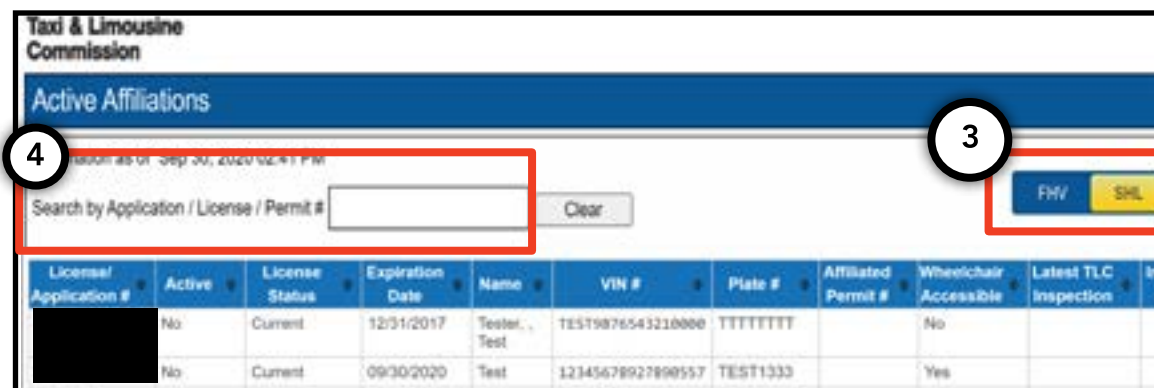 Taxi & Limousine
Commission
Active Affiliations
4
3
as of Sep 30, 2020 02:41 PM
Search by Application / License / Permit #
Clear
FHV SHL
License/ Application # Active License Status Expiration Date Name VIN # Plate # Affiliated Permit # Wheelchair Accessible Latest TLC Inspection
No Current 12/31/2017 Tester, , Test TEST9876543210000 TTTTTTTT No
No Current 09/30/2020 Test 12345678927898557 TEST1333 Yes